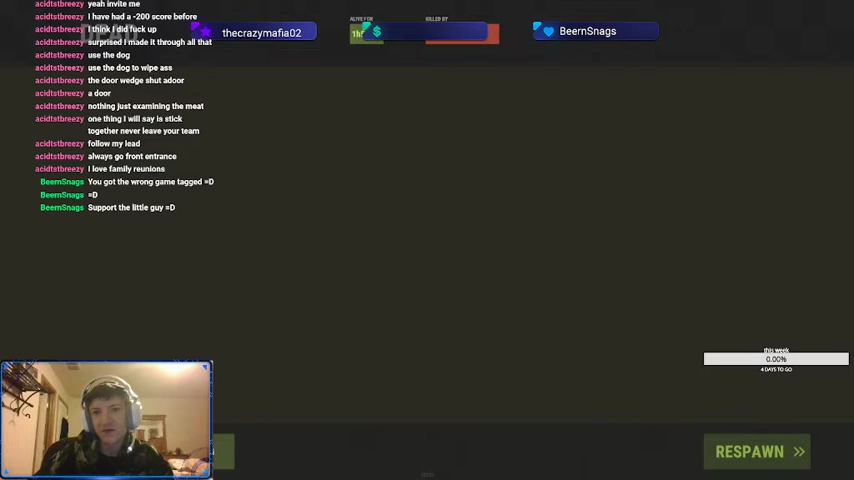 acidtstbreezy yeah invite me
acidtstbreezy I have had a -200 score before
acidtstbreezy I think I did fuck up
acidtstbreezy surprised I made it through all that
acidtstbreezy use the dog
acidtstbreezy use the dog to wipe ass
acidtstbreezy the door wedge shut adoor
acidtstbreezy a door
acidtstbreezy nothing just examining the meat
acidtstbreezy one thing I will say is stick
together never leave your team
acidtstbreezy follow my lead
acidtstbreezy always go front entrance
acidtstbreezy I love family reunions
BeernSnags You got the wrong game tagged =D
BeernSnags =D
BeernSnags Support the little guy =D
DEAD
thecrazymafia02
ALIVE FOR
KILLED BY
$
BeernSnags
this week
0.00%
4 DAYS TO GO
RESPAWN >>